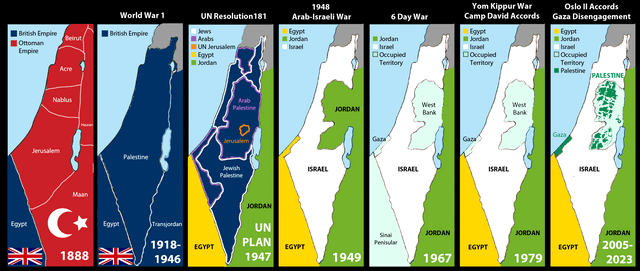 British Empire
Ottoman
Empire
Beirut
Acre
Nablus
Hauran
Jerusalem
Maan
Egypt
1888
World War 1
British Empire
Palestine
Egypt
Transjordan
1918-
1946
UN Resolution181
Jews
Arabs
UN Jerusalem
Egypt
Jordan
Arab
Palestine
Jerusalem
Jewish Palestine
JORDAN
EGYPT
UN
PLAN
1947
1948
Arab-Israeli War
Egypt
Jordan
Israel
JORDAN
ISRAEL
EGYPT
1949
6 Day War
Jordan
Israel
Occupied
Territory
West
Bank
Gaza
ISRAEL
Sinai
Penisular
JORDAN
1967
Yom Kippur War
Camp David Accords
Egypt
Jordan
Israel
Occupied
Territory
West
Bank
Gaza
ISRAEL
JORDAN
EGYPT
1979
Oslo II Accords
Gaza Disengagement
Egypt
Jordan
Israel
Occupied
Territory
Palestine
PALESTINE
Gaza
ISRAEL
JORDAN
EGYPT
2005-
2023